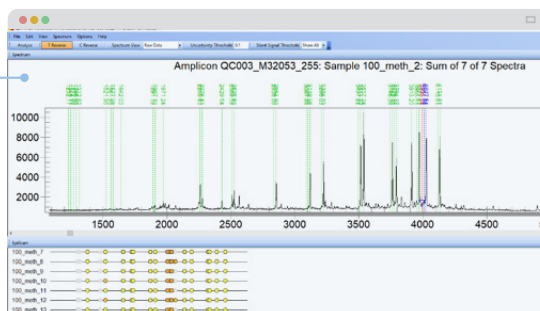 File Edit View Spectrum Options Help
Analysis T Reverse C Reverse Spectrum View Raw Data Uncertainty Threshold 0.1 Silent Signal Threshold Show All
Spectrum
Amplicon QC003_M32053_255: Sample 100_meth_2: Sum of 7 of 7 Spectra
10000
8000
6000
4000
2000
1500 2000 2500 3000 3500 4000 4500
Epigram
100_meth_7
100_meth_8
100_meth_9
100_meth_10
100_meth_11
100_meth_12
100_meth_13